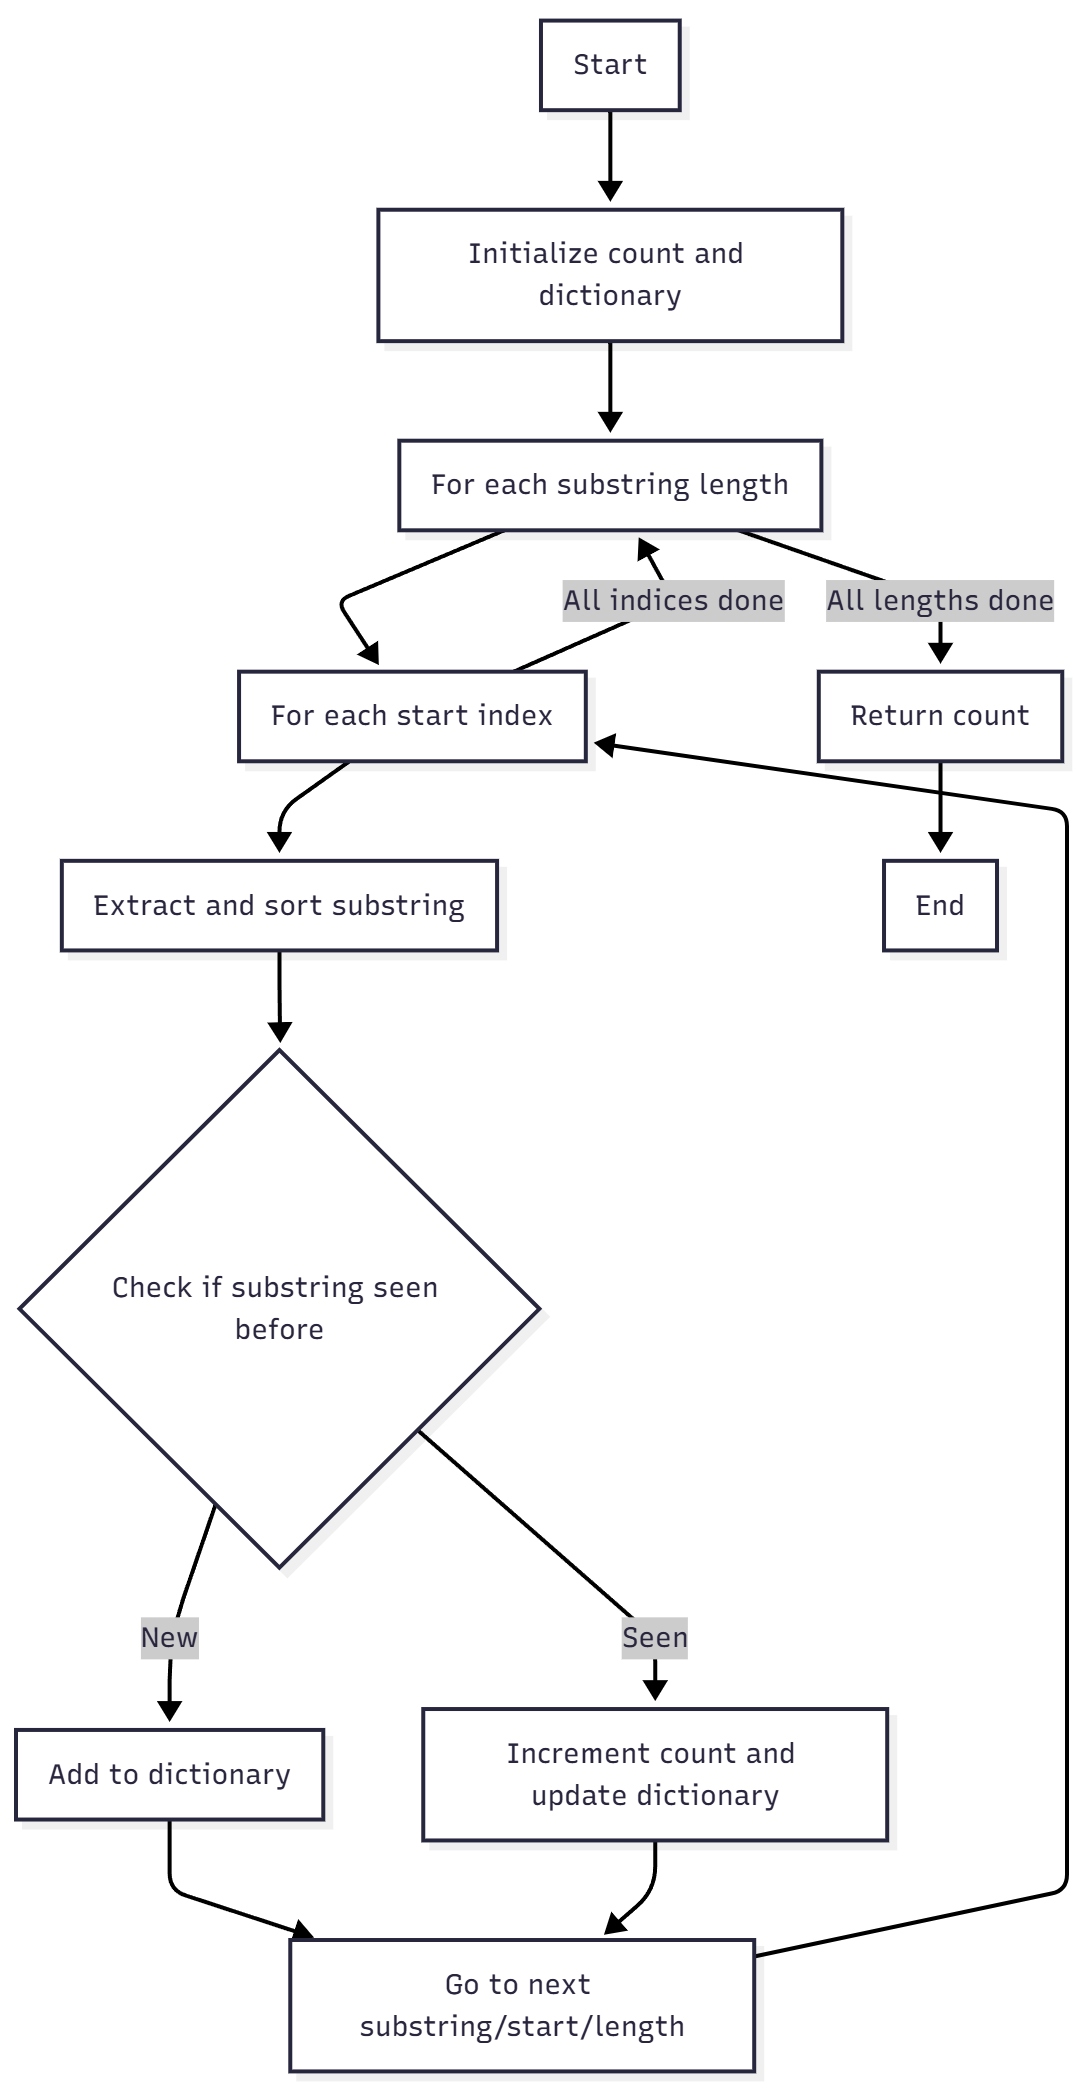 Start
Initialize count and
dictionary
For each substring length
All indices done
All lengths done
For each start index
Return count
Extract and sort substring
End
Check if substring seen
before
New
Seen
Add to dictionary
Increment count and
update dictionary
Go to next
substring/start/length